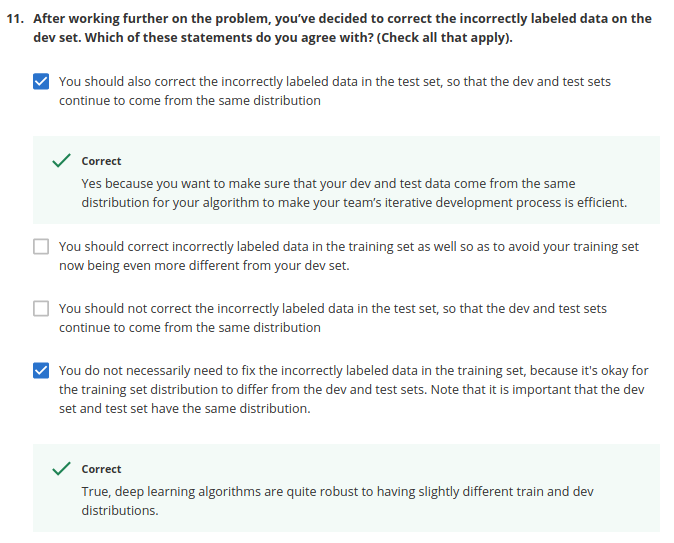 11. After working further on the problem, you've decided to correct the incorrectly labeled data on the
dev set. Which of these statements do you agree with? (Check all that apply).
You should also correct the incorrectly labeled data in the test set, so that the dev and test sets
continue to come from the same distribution
Correct
Yes because you want to make sure that your dev and test data come from the same
distribution for your algorithm to make your team's iterative development process is efficient.
You should correct incorrectly labeled data in the training set as well so as to avoid your training set
now being even more different from your dev set.
You should not correct the incorrectly labeled data in the test set, so that the dev and test sets
continue to come from the same distribution
You do not necessarily need to fix the incorrectly labeled data in the training set, because it's okay for
the training set distribution to differ from the dev and test sets. Note that it is important that the dev
set and test set have the same distribution.
Correct
True, deep learning algorithms are quite robust to having slightly different train and dev
distributions.